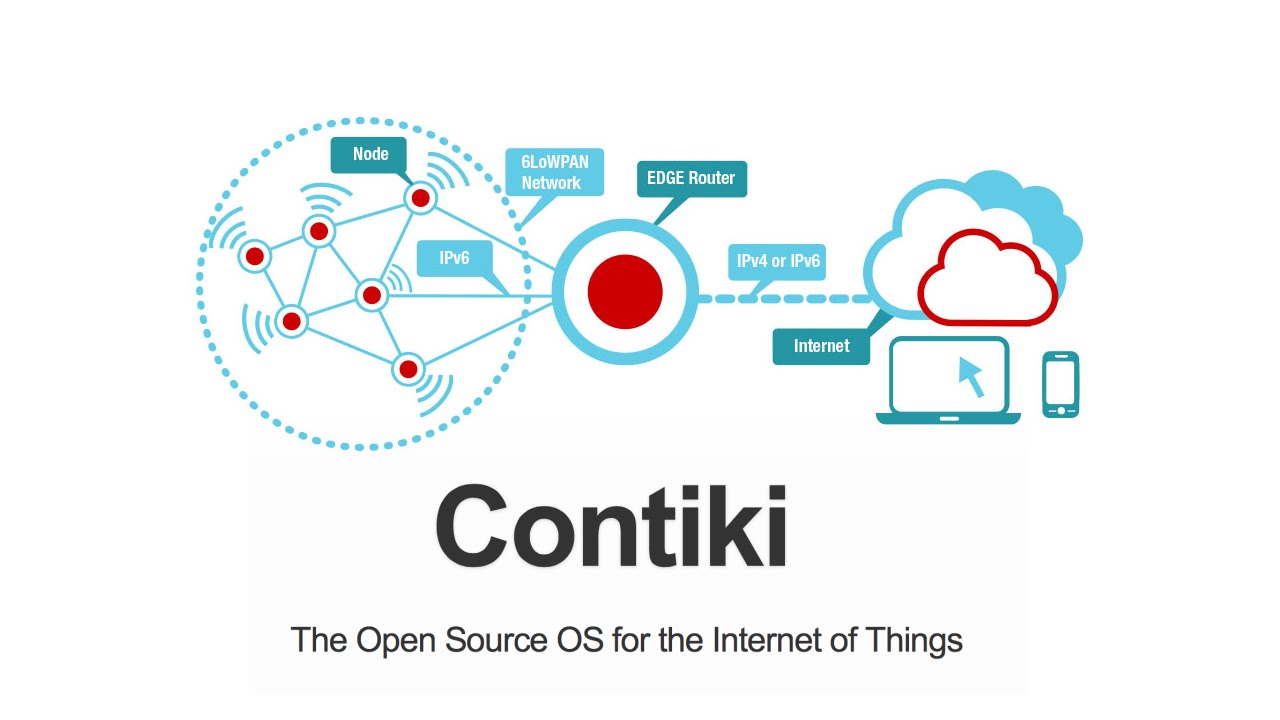 Node
6LoWPAN
Network
EDGE Router
IPv6
IPv4 or IPv6
Internet
Contiki
The Open Source OS for the Internet of Things